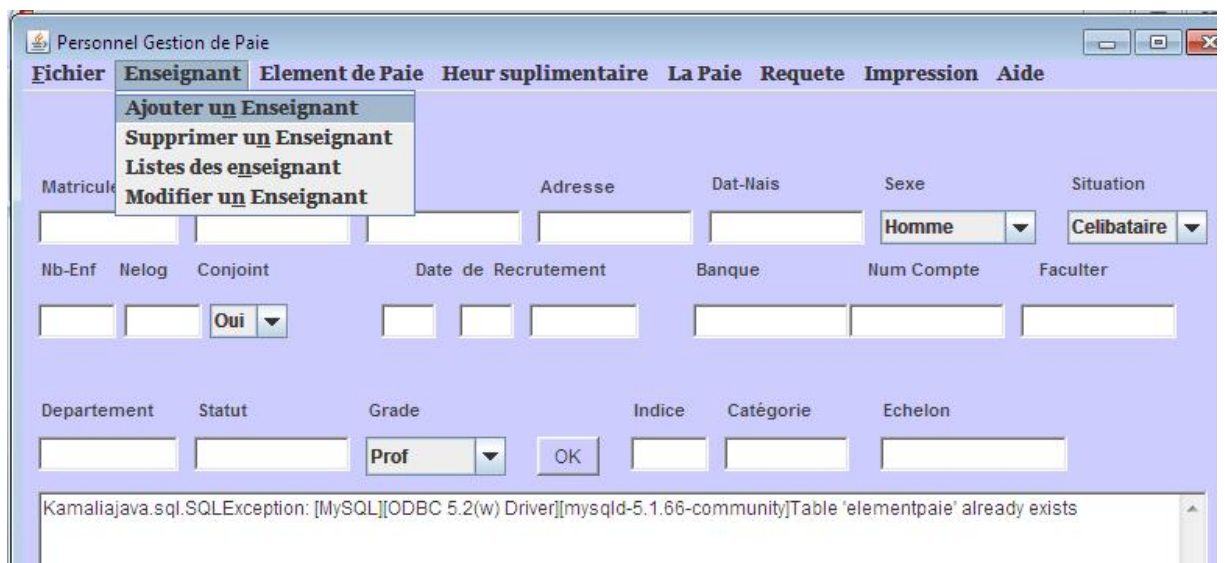 Personnel Gestion de Paie
Fichier Enseignant Element de Paie Heur suplimentaire La Paie Requete Impression Aide
Ajouter un Enseignant
Supprimer un Enseignant
Listes des enseignant
Modifier un Enseignant
Matricule Adresse Dat-Nais Sexe Situation
Homme Celibataire
Nb-Enf Nelog Conjoint Date de Recrutement Banque Num Compte Faculter
Oui
Departement Statut Grade Indice Catégorie Echelon
Prof OK
Kamaliajava.sql.SQLException: [MySQL][ODBC 5.2(w) Driver][mysqld-5.1.66-community]Table 'elementpaie' already exists